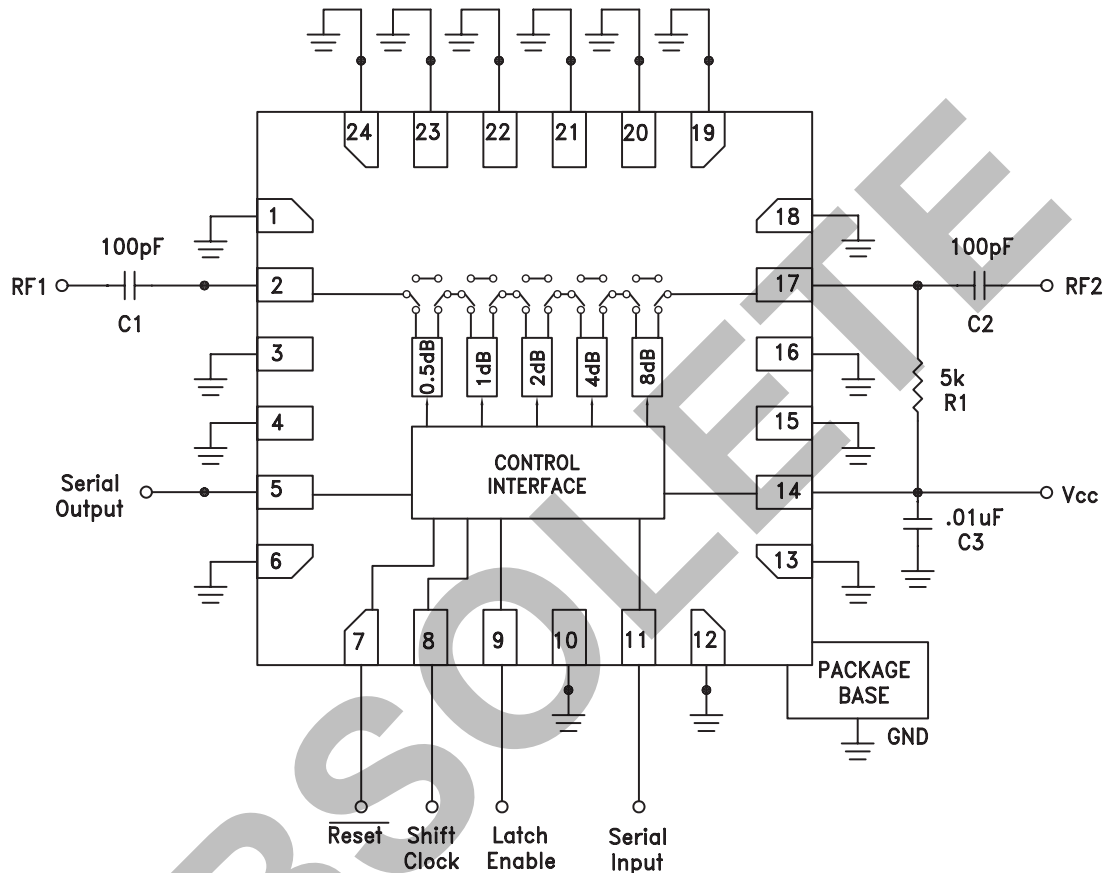 24 23 22 21 20 19
1
18
100pF
100pF
RF1
2
17
RF2
C1
C2
3
0.5dB
1dB
2dB
4dB
8dB
16
5k
R1
4
15
CONTROL
INTERFACE
Serial
Output
5
14
Vcc
.01uF
C3
6
13
7 8 9 10 11 12
PACKAGE
BASE
GND
Reset
Shift
Clock
Latch
Enable
Serial
Input
BSOLETE